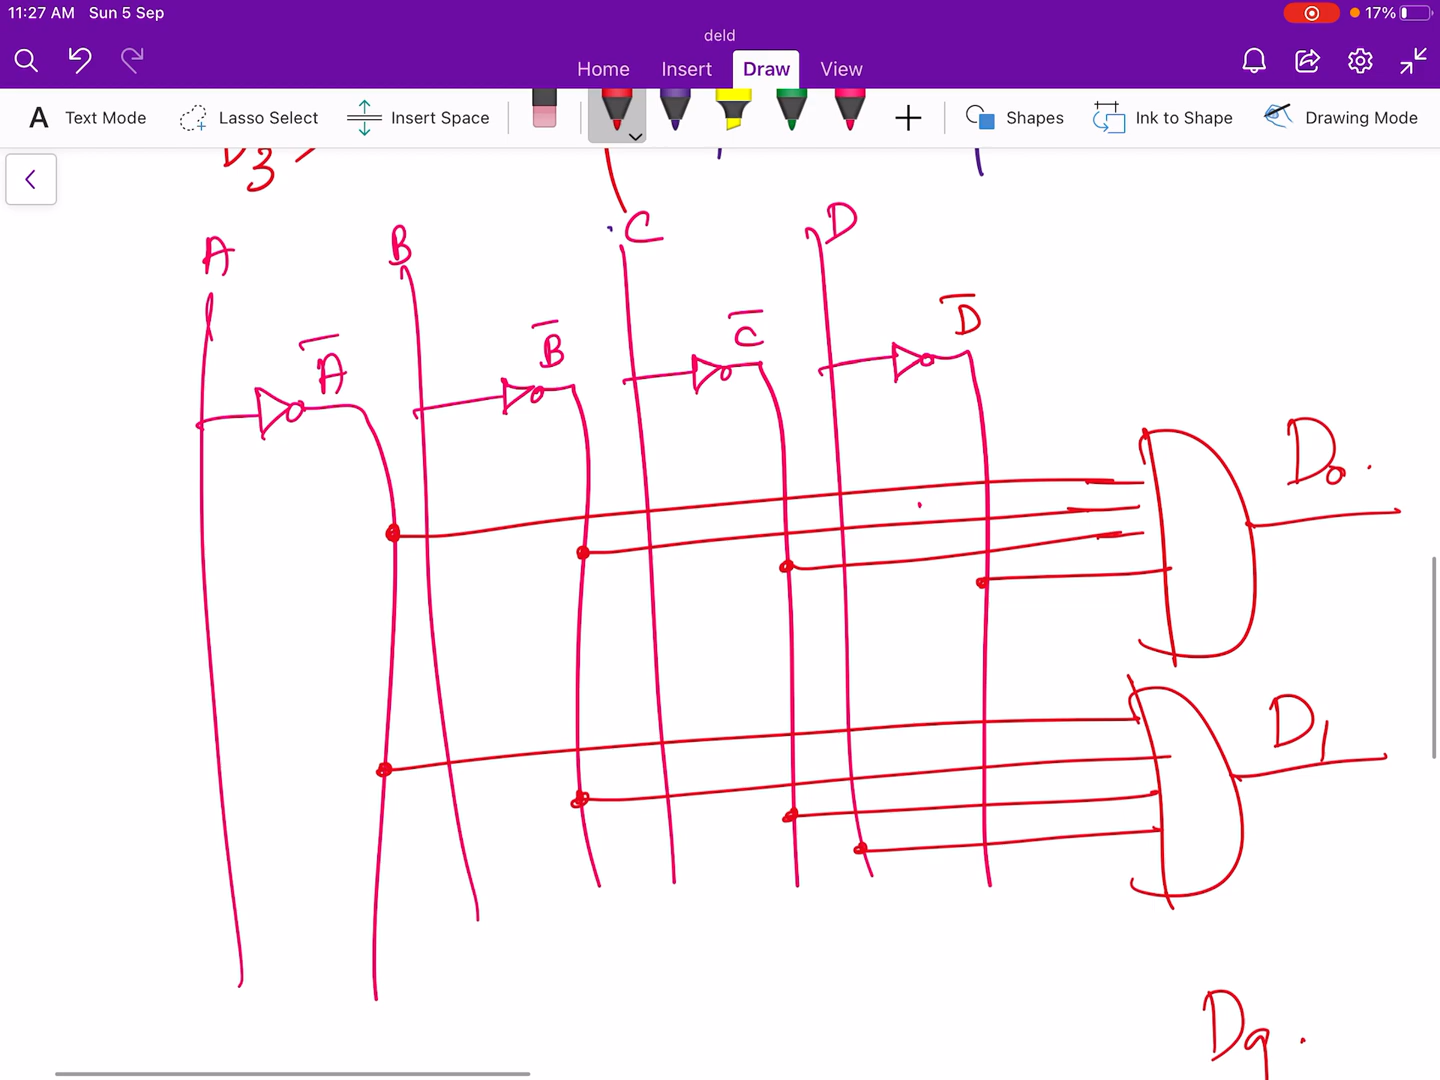 11:27 AM Sun 5 Sep 17%
deld
Home Insert Draw View
A Text Mode Lasso Select Insert Space Shapes Ink to Shape Drawing Mode
D3
A B C D
A̅ B̅ C̅ D̅
D₀.
D₁
D₉.